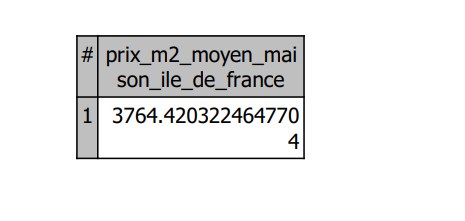 # prix_m2_moyen_mai
son_ile_de_france
1 3764.420322464770
4